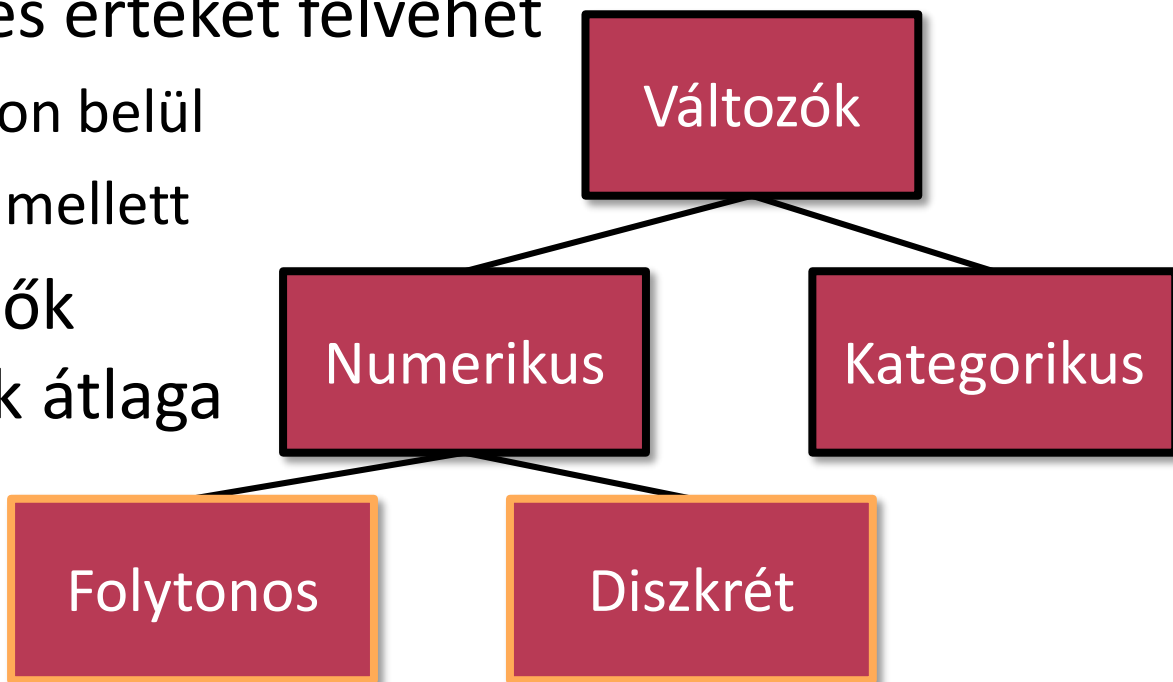 es értéket felvehet
on belül
mellett
ők
k átlaga
Változók
Numerikus
Kategorikus
Folytonos
Diszkrét